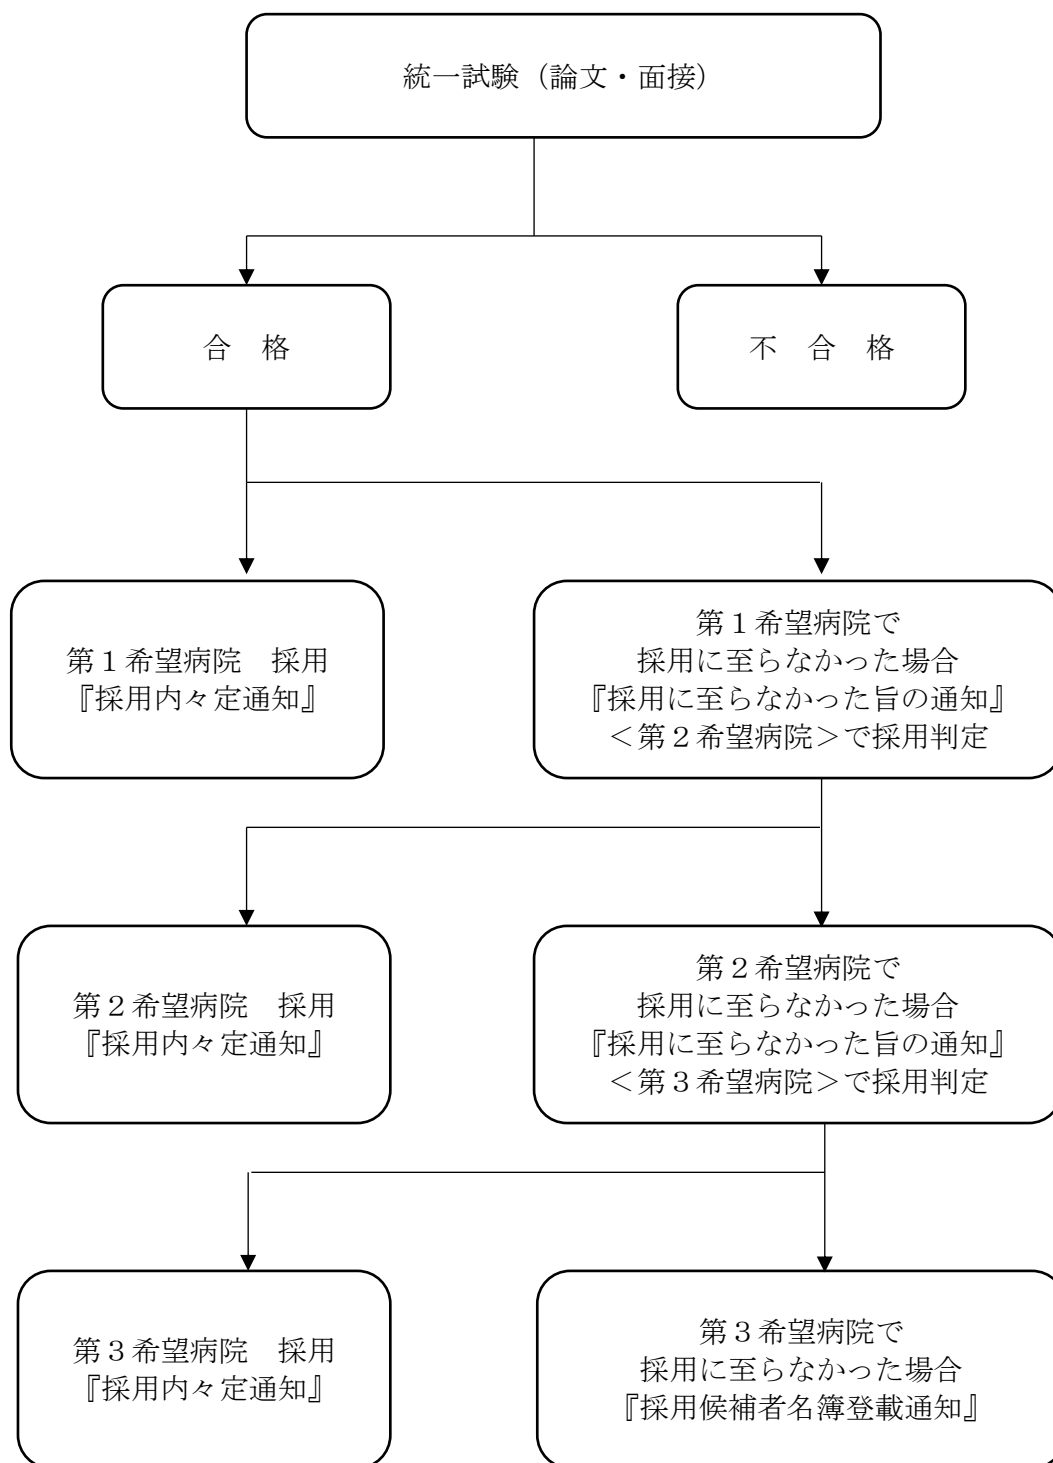 統一試験（論文・面接）
合　格
不　合　格
第１希望病院　採用
『採用内々定通知』
第１希望病院で
採用に至らなかった場合
『採用に至らなかった旨の通知』
＜第２希望病院＞で採用判定
第２希望病院　採用
『採用内々定通知』
第２希望病院で
採用に至らなかった場合
『採用に至らなかった旨の通知』
＜第３希望病院＞で採用判定
第３希望病院　採用
『採用内々定通知』
第３希望病院で
採用に至らなかった場合
『採用候補者名簿登載通知』